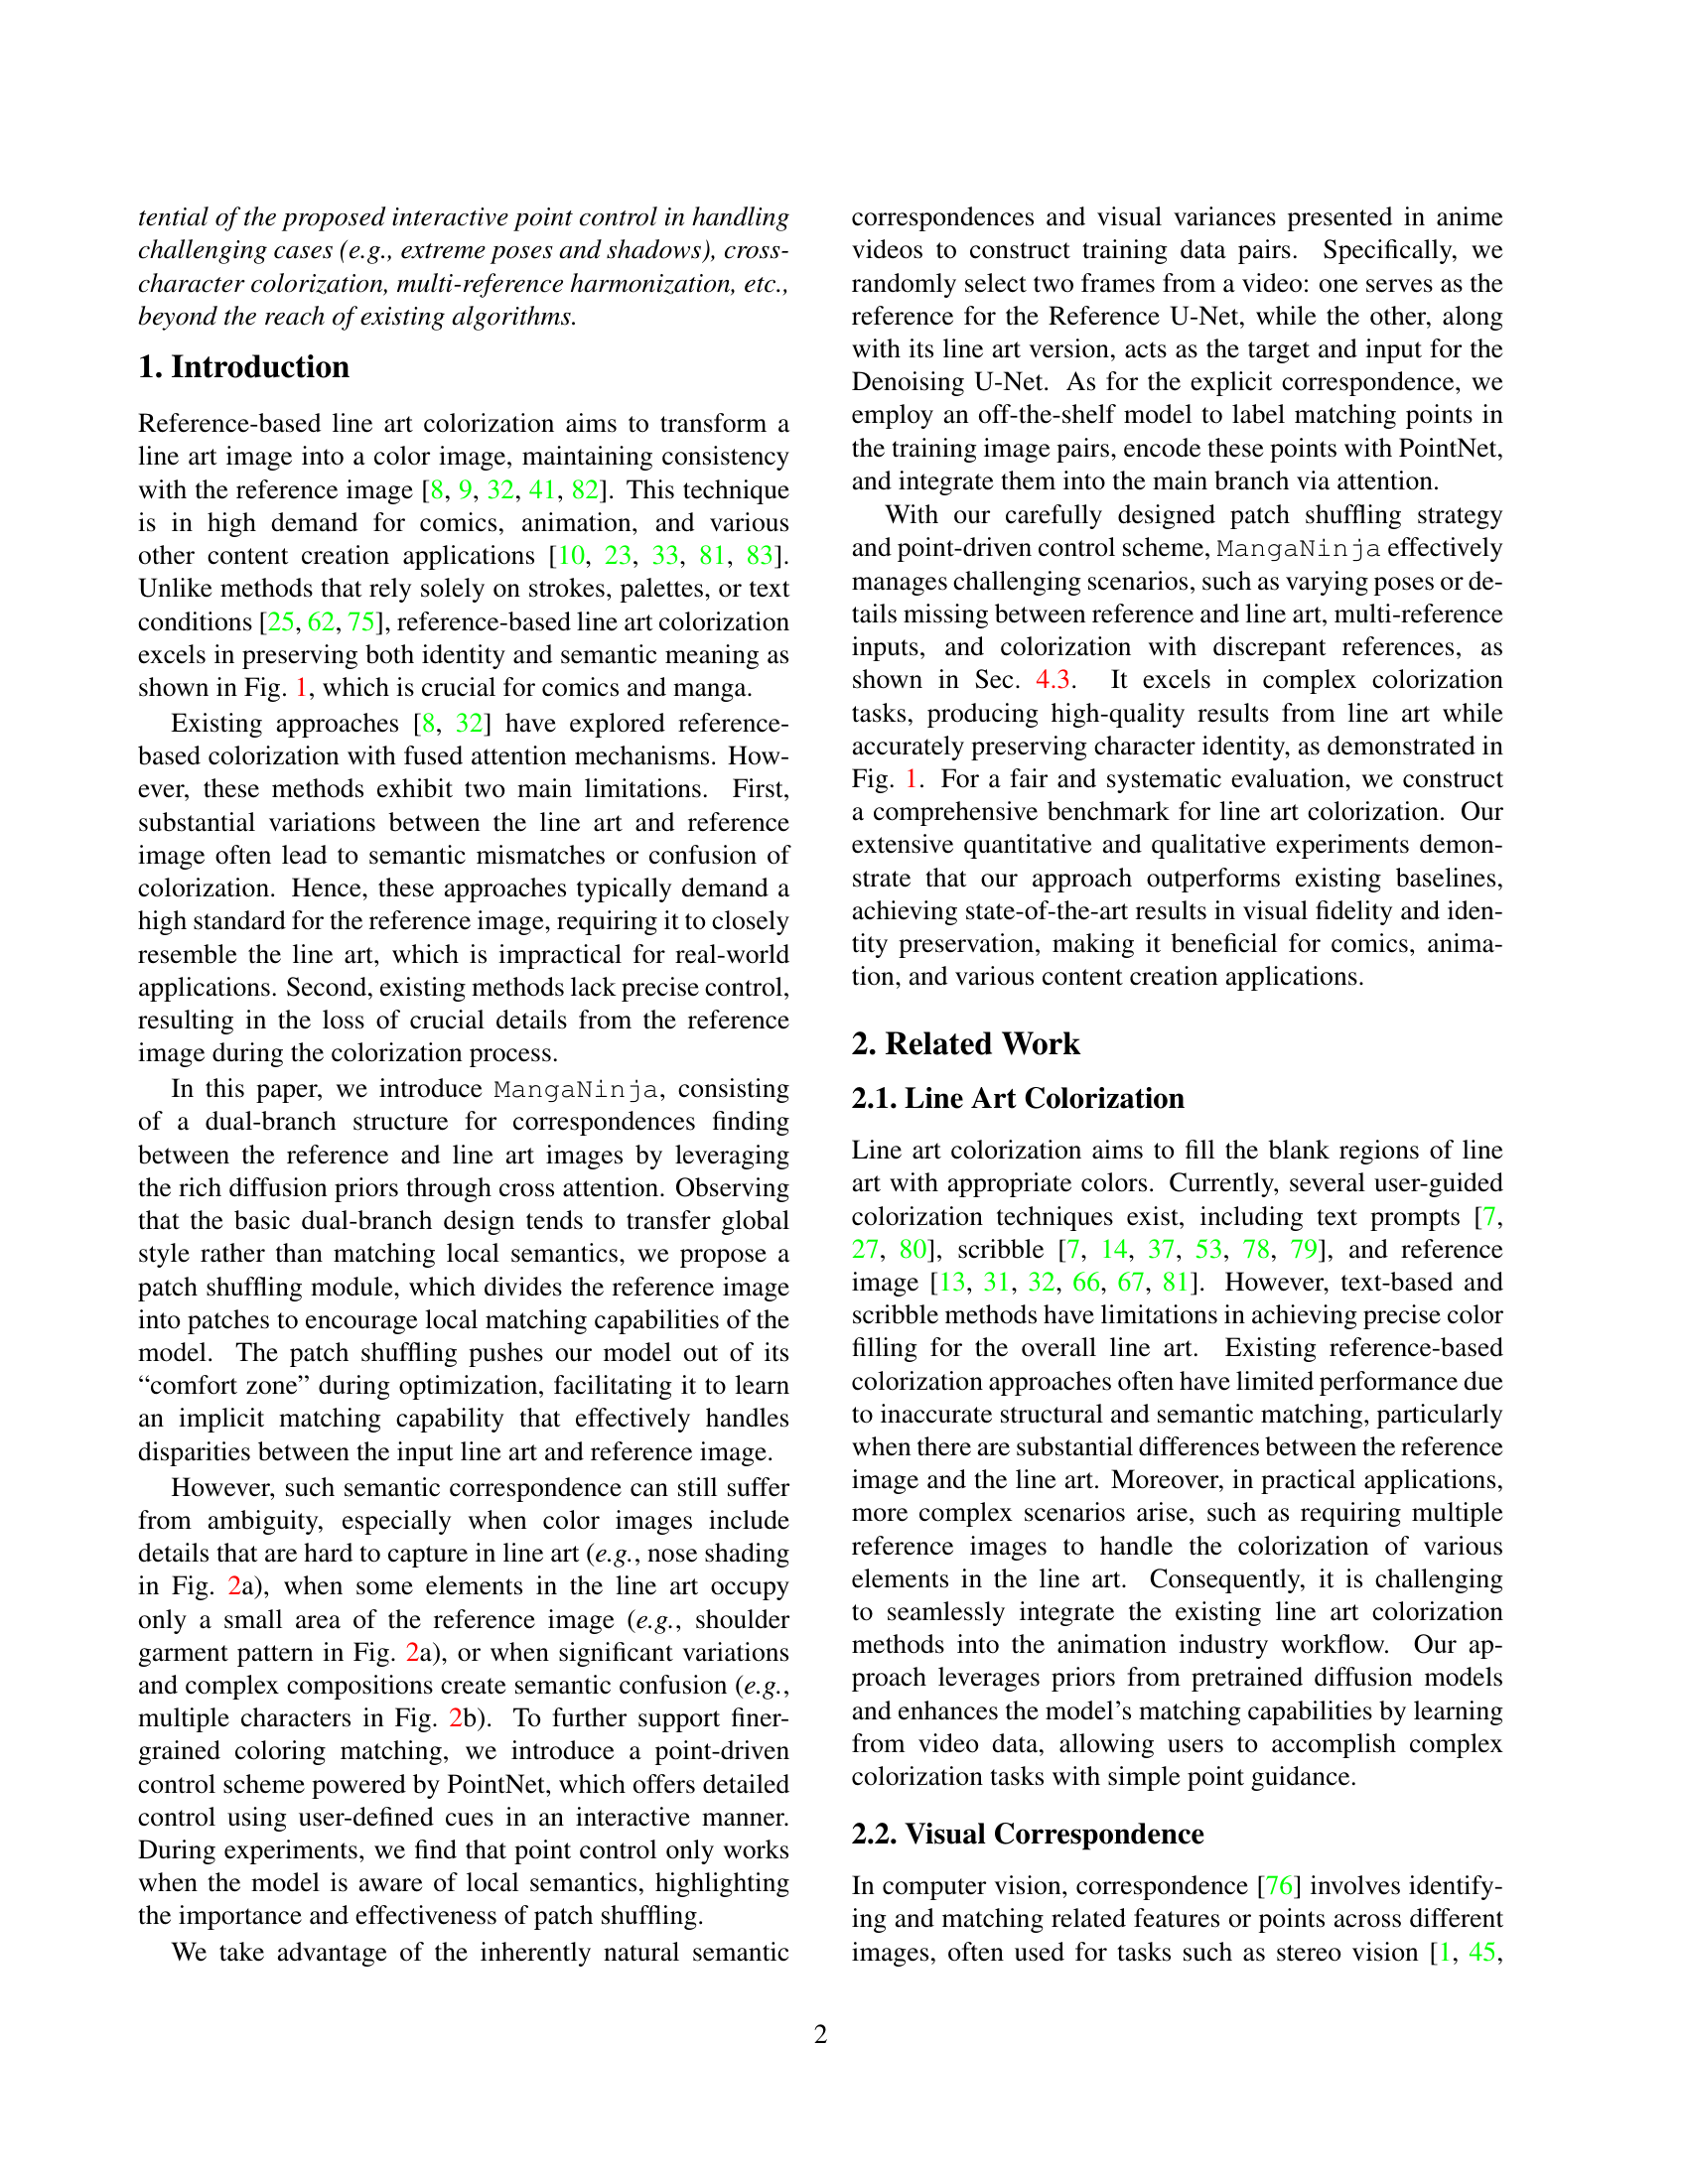 tential of the proposed interactive point control in handling
challenging cases (e.g., extreme poses and shadows), cross-
character colorization, multi-reference harmonization, etc.,
beyond the reach of existing algorithms.
1. Introduction
Reference-based line art colorization aims to transform a
line art image into a color image, maintaining consistency
with the reference image [8, 9, 32, 41, 82]. This technique
is in high demand for comics, animation, and various
other content creation applications [10, 23, 33, 81, 83].
Unlike methods that rely solely on strokes, palettes, or text
conditions [25, 62, 75], reference-based line art colorization
excels in preserving both identity and semantic meaning as
shown in Fig. 1, which is crucial for comics and manga.
Existing approaches [8, 32] have explored reference-
based colorization with fused attention mechanisms. How-
ever, these methods exhibit two main limitations. First,
substantial variations between the line art and reference
image often lead to semantic mismatches or confusion of
colorization. Hence, these approaches typically demand a
high standard for the reference image, requiring it to closely
resemble the line art, which is impractical for real-world
applications. Second, existing methods lack precise control,
resulting in the loss of crucial details from the reference
image during the colorization process.
In this paper, we introduce MangaNinja, consisting
of a dual-branch structure for correspondences finding
between the reference and line art images by leveraging
the rich diffusion priors through cross attention. Observing
that the basic dual-branch design tends to transfer global
style rather than matching local semantics, we propose a
patch shuffling module, which divides the reference image
into patches to encourage local matching capabilities of the
model. The patch shuffling pushes our model out of its
“comfort zone” during optimization, facilitating it to learn
an implicit matching capability that effectively handles
disparities between the input line art and reference image.
However, such semantic correspondence can still suffer
from ambiguity, especially when color images include
details that are hard to capture in line art (e.g., nose shading
in Fig. 2a), when some elements in the line art occupy
only a small area of the reference image (e.g., shoulder
garment pattern in Fig. 2a), or when significant variations
and complex compositions create semantic confusion (e.g.,
multiple characters in Fig. 2b). To further support finer-
grained coloring matching, we introduce a point-driven
control scheme powered by PointNet, which offers detailed
control using user-defined cues in an interactive manner.
During experiments, we find that point control only works
when the model is aware of local semantics, highlighting
the importance and effectiveness of patch shuffling.
We take advantage of the inherently natural semantic
correspondences and visual variances presented in anime
videos to construct training data pairs. Specifically, we
randomly select two frames from a video: one serves as the
reference for the Reference U-Net, while the other, along
with its line art version, acts as the target and input for the
Denoising U-Net. As for the explicit correspondence, we
employ an off-the-shelf model to label matching points in
the training image pairs, encode these points with PointNet,
and integrate them into the main branch via attention.
With our carefully designed patch shuffling strategy
and point-driven control scheme, MangaNinja effectively
manages challenging scenarios, such as varying poses or de-
tails missing between reference and line art, multi-reference
inputs, and colorization with discrepant references, as
shown in Sec. 4.3. It excels in complex colorization
tasks, producing high-quality results from line art while
accurately preserving character identity, as demonstrated in
Fig. 1. For a fair and systematic evaluation, we construct
a comprehensive benchmark for line art colorization. Our
extensive quantitative and qualitative experiments demon-
strate that our approach outperforms existing baselines,
achieving state-of-the-art results in visual fidelity and iden-
tity preservation, making it beneficial for comics, anima-
tion, and various content creation applications.
2. Related Work
2.1. Line Art Colorization
Line art colorization aims to fill the blank regions of line
art with appropriate colors. Currently, several user-guided
colorization techniques exist, including text prompts [7,
27, 80], scribble [7, 14, 37, 53, 78, 79], and reference
image [13, 31, 32, 66, 67, 81]. However, text-based and
scribble methods have limitations in achieving precise color
filling for the overall line art. Existing reference-based
colorization approaches often have limited performance due
to inaccurate structural and semantic matching, particularly
when there are substantial differences between the reference
image and the line art. Moreover, in practical applications,
more complex scenarios arise, such as requiring multiple
reference images to handle the colorization of various
elements in the line art. Consequently, it is challenging
to seamlessly integrate the existing line art colorization
methods into the animation industry workflow. Our ap-
proach leverages priors from pretrained diffusion models
and enhances the model’s matching capabilities by learning
from video data, allowing users to accomplish complex
colorization tasks with simple point guidance.
2.2. Visual Correspondence
In computer vision, correspondence [76] involves identify-
ing and matching related features or points across different
images, often used for tasks such as stereo vision [1, 45,
2